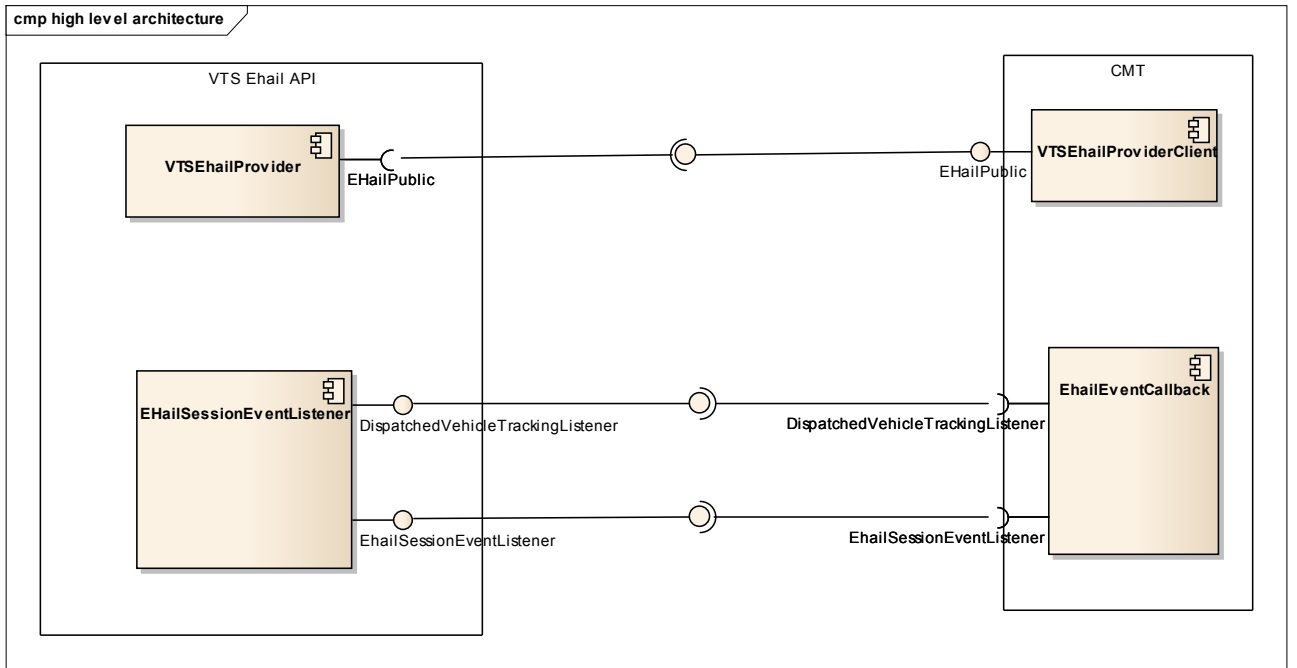 cmp high level architecture
VTS Ehail API
CMT
VTSEhailProvider
EHailPublic
EHailPublic
VTSEhailProviderClient
EHailSessionEventListener
DispatchedVehicleTrackingListener
DispatchedVehicleTrackingListener
EhailEventCallback
EhailSessionEventListener
EhailSessionEventListener